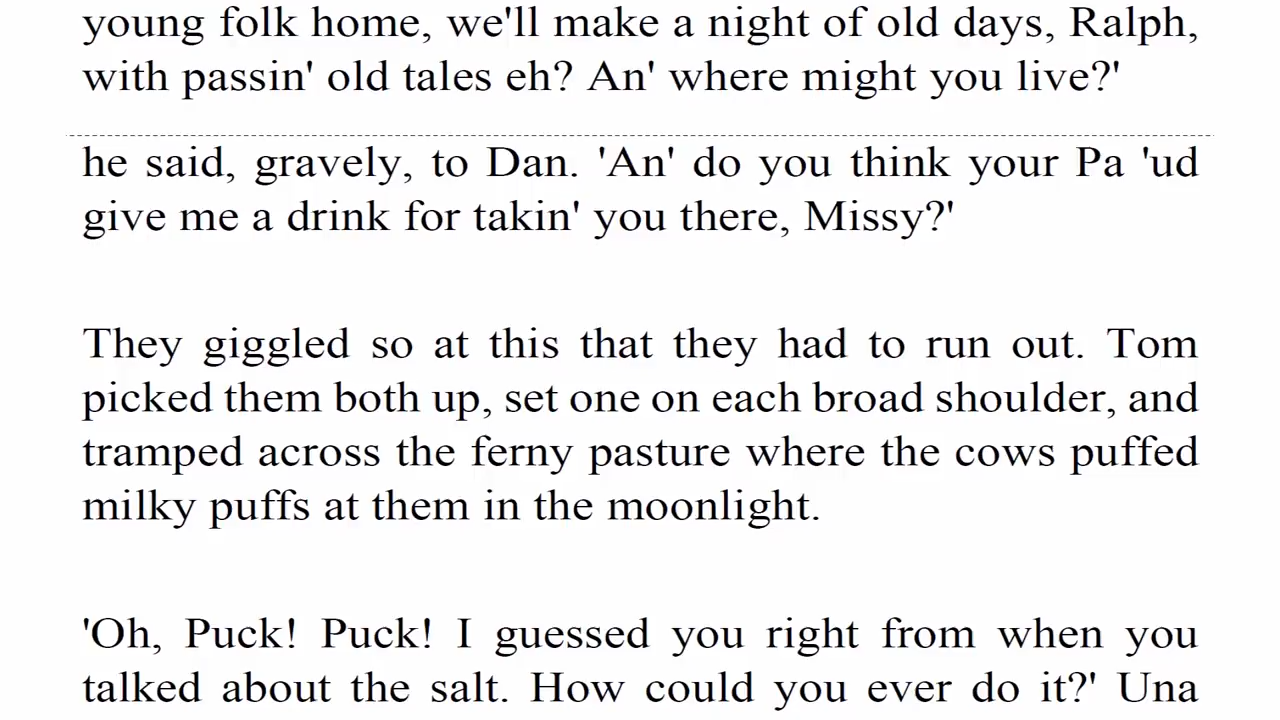 young folk home, we'll make a night of old days, Ralph,
with passin' old tales eh? An' where might you live?'
he said, gravely, to Dan. 'An' do you think your Pa 'ud
give me a drink for takin' you there, Missy?'
They giggled so at this that they had to run out. Tom
picked them both up, set one on each broad shoulder, and
tramped across the ferny pasture where the cows puffed
milky puffs at them in the moonlight.
'Oh, Puck! Puck! I guessed you right from when you
talked about the salt. How could you ever do it?' Una